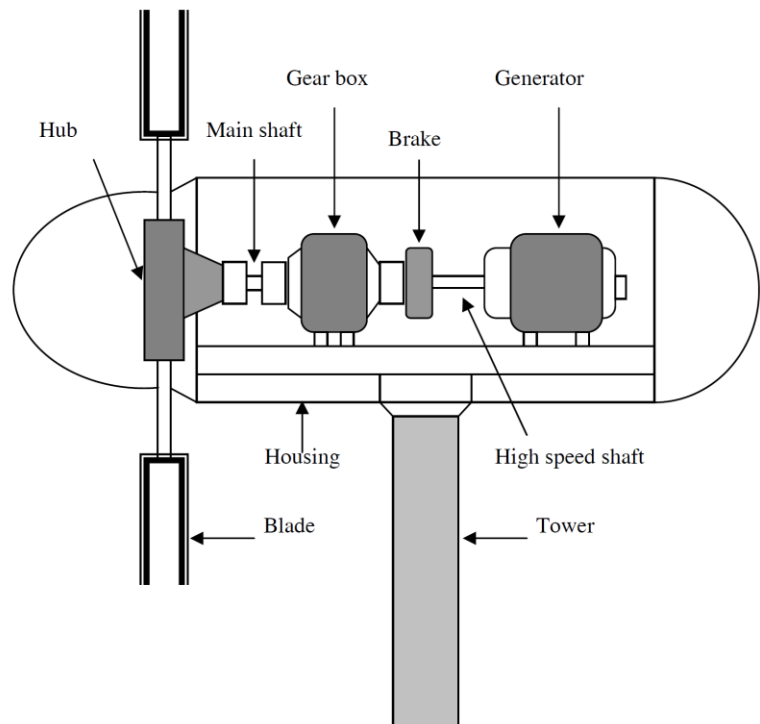 Gear box
Generator
Hub
Main shaft
Brake
Housing
High speed shaft
Blade
Tower